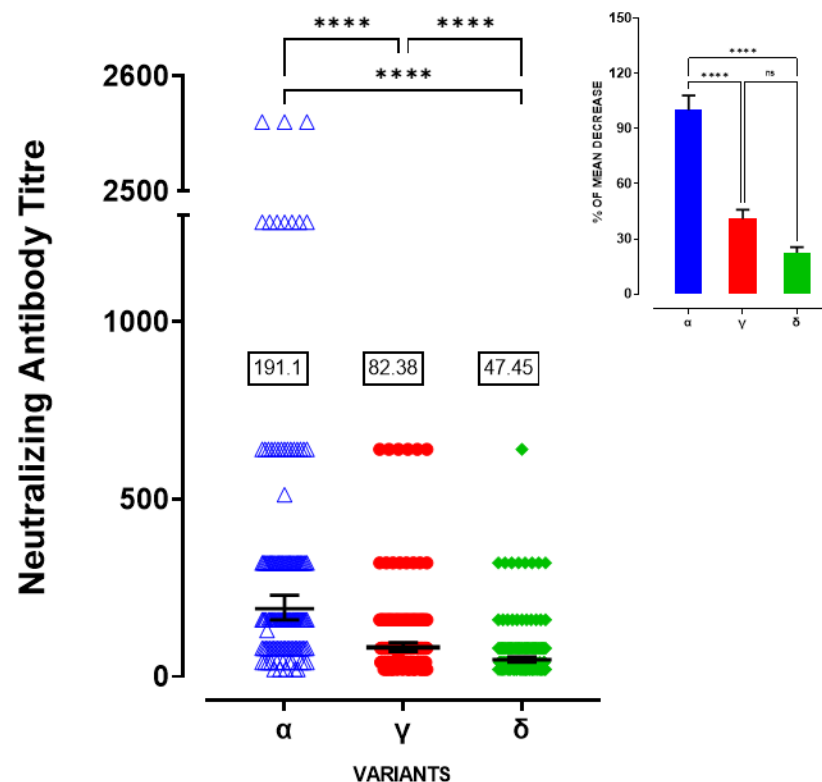 **** ****
****
2600
2500
1000
500
0
Neutralizing Antibody Titre
191.1 82.38 47.45
α γ δ
VARIANTS
150
120
90
60
30
0
% OF MEAN DECREASE
****
**** ns
α γ δ